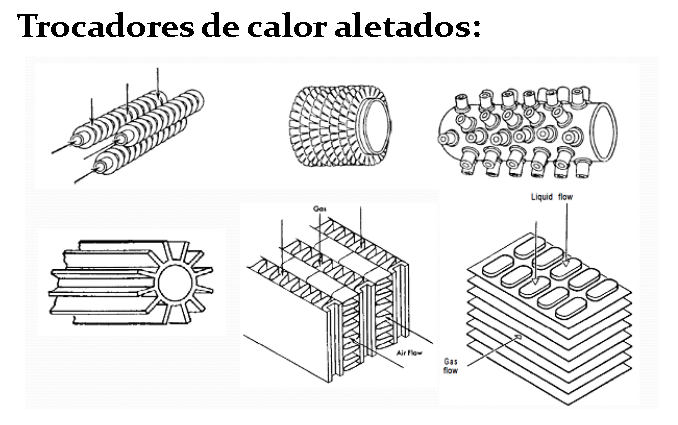 Trocadores de calor aletados:
Gas
Liquid flow
Air Flow
Gas
flow